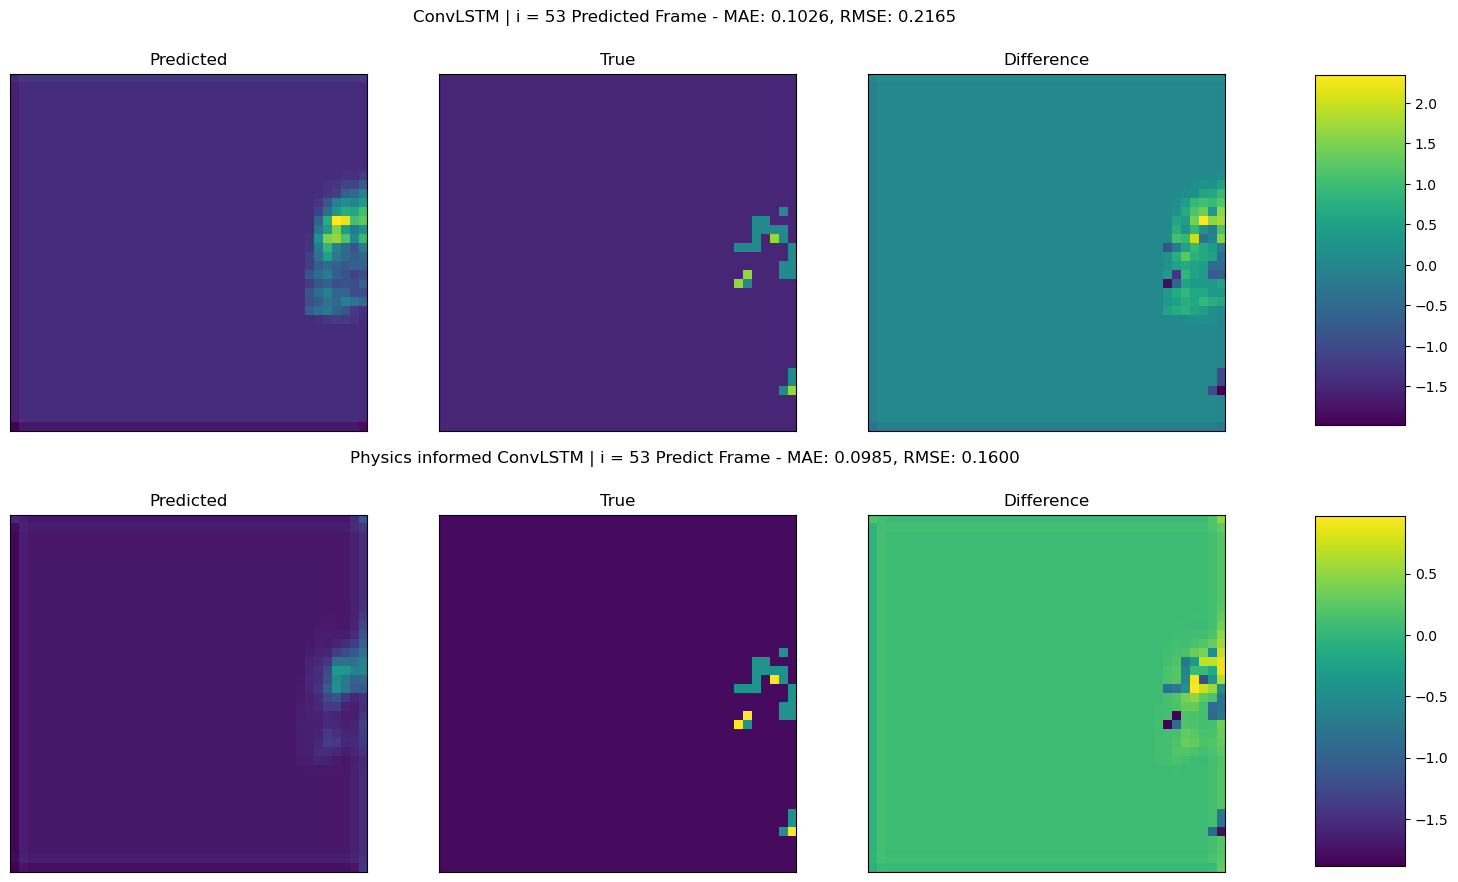 ConvLSTM | i = 53 Predicted Frame - MAE: 0.1026, RMSE: 0.2165
Predicted
True
Difference
2.0
1.5
1.0
0.5
0.0
−0.5
−1.0
−1.5
Physics informed ConvLSTM | i = 53 Predict Frame - MAE: 0.0985, RMSE: 0.1600
Predicted
True
Difference
0.5
0.0
−0.5
−1.0
−1.5